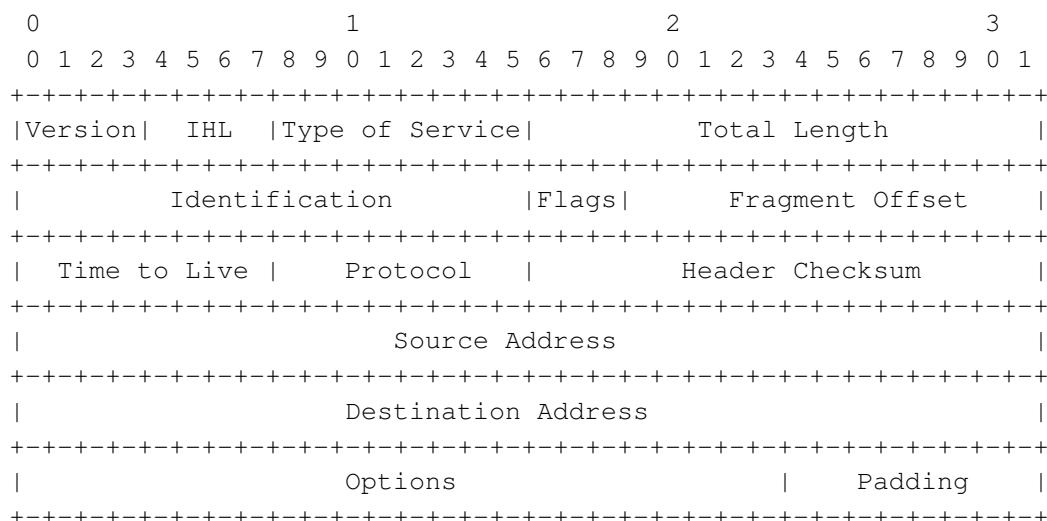 0                   1                   2                   3
 0 1 2 3 4 5 6 7 8 9 0 1 2 3 4 5 6 7 8 9 0 1 2 3 4 5 6 7 8 9 0 1
+-+-+-+-+-+-+-+-+-+-+-+-+-+-+-+-+-+-+-+-+-+-+-+-+-+-+-+-+-+-+-+-+
|Version|  IHL  |Type of Service|          Total Length         |
+-+-+-+-+-+-+-+-+-+-+-+-+-+-+-+-+-+-+-+-+-+-+-+-+-+-+-+-+-+-+-+-+
|         Identification        |Flags|      Fragment Offset    |
+-+-+-+-+-+-+-+-+-+-+-+-+-+-+-+-+-+-+-+-+-+-+-+-+-+-+-+-+-+-+-+-+
|  Time to Live |    Protocol   |         Header Checksum       |
+-+-+-+-+-+-+-+-+-+-+-+-+-+-+-+-+-+-+-+-+-+-+-+-+-+-+-+-+-+-+-+-+
|                       Source Address                          |
+-+-+-+-+-+-+-+-+-+-+-+-+-+-+-+-+-+-+-+-+-+-+-+-+-+-+-+-+-+-+-+-+
|                    Destination Address                        |
+-+-+-+-+-+-+-+-+-+-+-+-+-+-+-+-+-+-+-+-+-+-+-+-+-+-+-+-+-+-+-+-+
|                    Options                    |    Padding    |
+-+-+-+-+-+-+-+-+-+-+-+-+-+-+-+-+-+-+-+-+-+-+-+-+-+-+-+-+-+-+-+-+